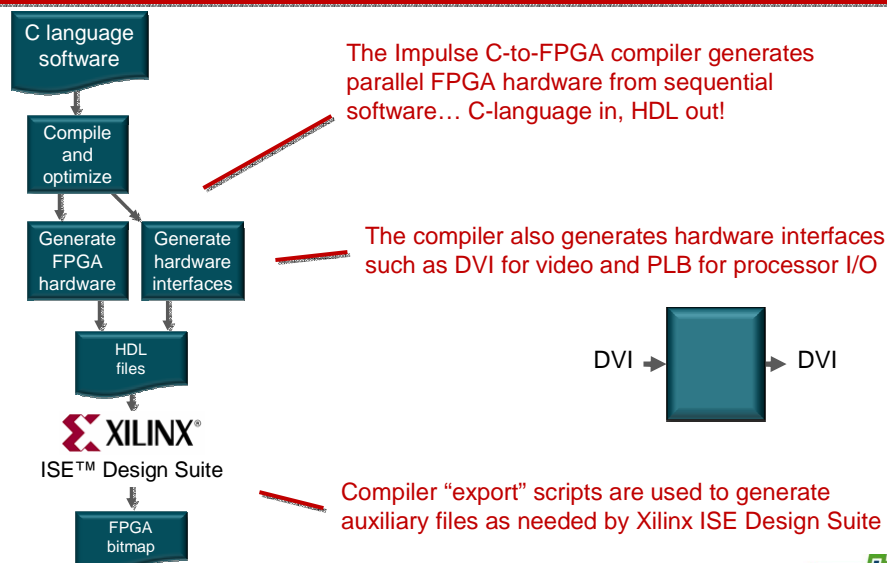 C language
software
The Impulse C-to-FPGA compiler generates
parallel FPGA hardware from sequential
software… C-language in, HDL out!
Compile
and
optimize
Generate
FPGA
hardware
Generate
hardware
interfaces
The compiler also generates hardware interfaces
such as DVI for video and PLB for processor I/O
HDL
files
DVI
DVI
XILINX®
ISE™ Design Suite
Compiler “export” scripts are used to generate
auxiliary files as needed by Xilinx ISE Design Suite
FPGA
bitmap